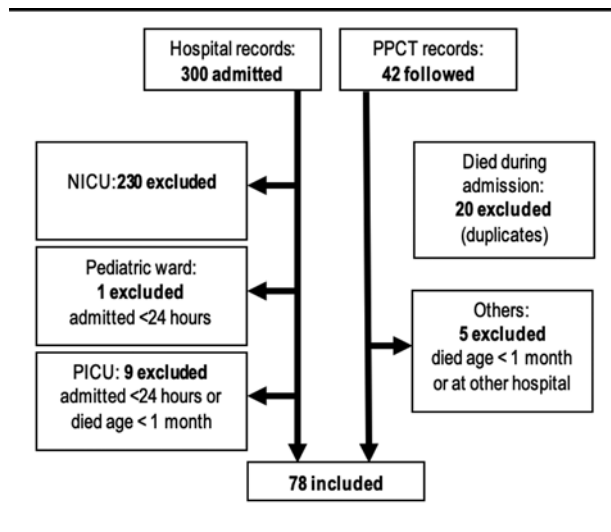 Hospital records:
300 admitted
PPCT records:
42 followed
NICU: 230 excluded
Died during
admission:
20 excluded
(duplicates)
Pediatric ward:
1 excluded
admitted <24 hours
Others:
5 excluded
died age < 1 month
or at other hospital
PICU: 9 excluded
admitted <24 hours or
died age < 1 month
78 included